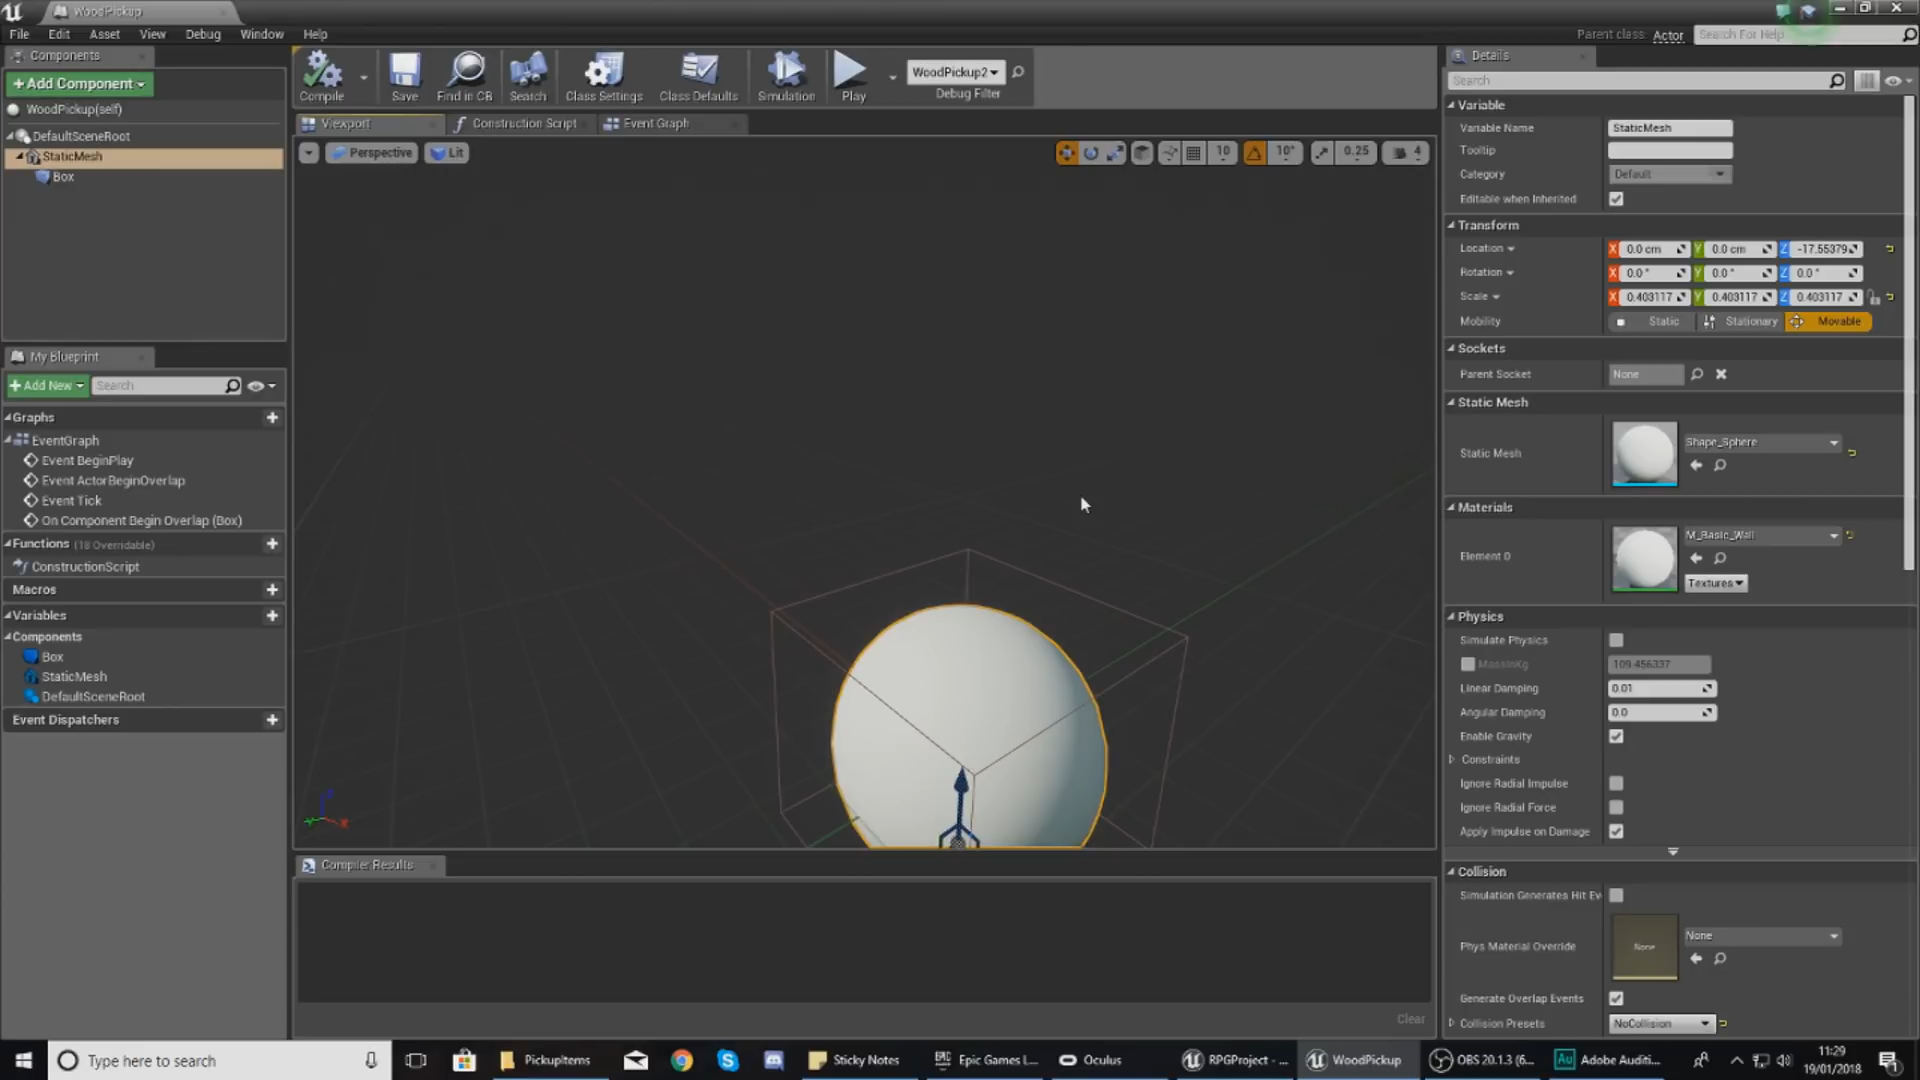 WoodPickup
File Edit Asset View Debug Window Help
Parent class: Actor
Search For Help
Components
+ Add Component
WoodPickup(self)
DefaultSceneRoot
StaticMesh
Box
Compile
Save
Find in CB
Search
Class Settings
Class Defaults
Simulation
Play
WoodPickup2
Debug Filter
Viewport
Construction Script
Event Graph
Perspective
Lit
10
10°
0.25
4
My Blueprint
+ Add New
Search
Graphs
EventGraph
Event BeginPlay
Event ActorBeginOverlap
Event Tick
On Component Begin Overlap (Box)
Functions (18 Overridable)
ConstructionScript
Macros
Variables
Components
Box
StaticMesh
DefaultSceneRoot
Event Dispatchers
Compiler Results
Clear
Details
Search
Variable
Variable Name StaticMesh
Tooltip
Category Default
Editable when Inherited
Transform
Location X 0.0 cm Y 0.0 cm Z -17.55379
Rotation X 0.0 ° Y 0.0 ° Z 0.0 °
Scale X 0.403117 Y 0.403117 Z 0.403117
Mobility Static Stationary Movable
Sockets
Parent Socket None
Static Mesh
Static Mesh
Shape_Sphere
Materials
Element 0
M_Basic_Wall
Textures
Physics
Simulate Physics
MassInKg 109.456337
Linear Damping 0.01
Angular Damping 0.0
Enable Gravity
Constraints
Ignore Radial Impulse
Ignore Radial Force
Apply Impulse on Damage
Collision
Simulation Generates Hit Ev
Phys Material Override
None
None
Generate Overlap Events
Collision Presets NoCollision
Type here to search
PickupItems
Sticky Notes
Epic Games L...
Oculus
RPGProject - ...
WoodPickup
OBS 20.1.3 (6...
Au Adobe Auditi...
11:29
19/01/2018